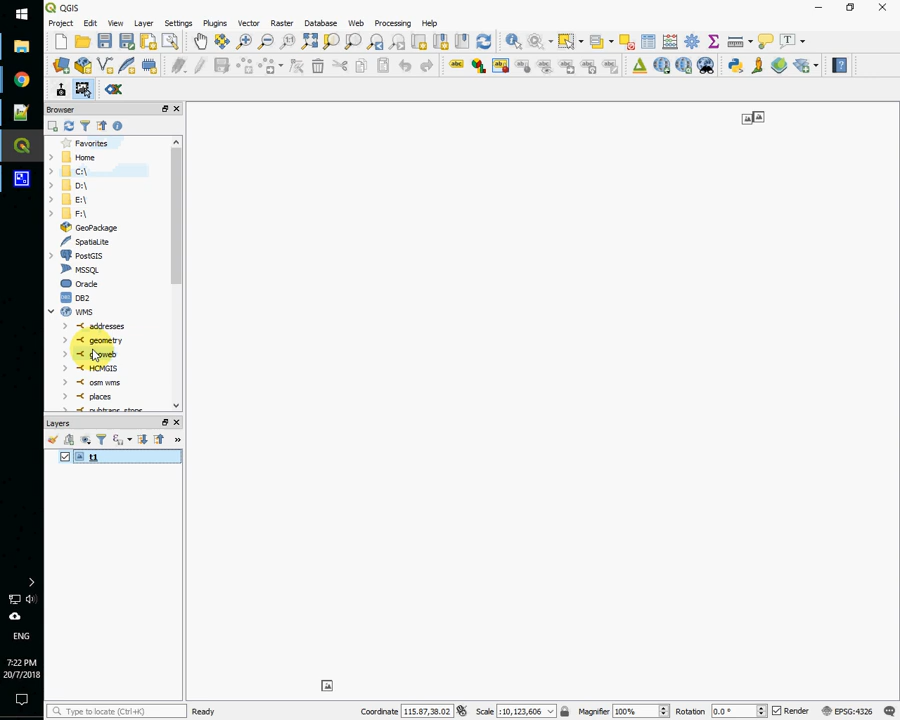 QGIS
Project Edit View Layer Settings Plugins Vector Raster Database Web Processing Help
Browser
Favorites
Home
C:\
D:\
E:\
F:\
GeoPackage
SpatiaLite
PostGIS
MSSQL
Oracle
DB2
WMS
addresses
geometry
HCMGIS
osm wms
places
pubtrans_stops
Layers
t1
ENG
7:22 PM
20/7/2018
Type to locate (Ctrl+K)
Ready
Coordinate 115.87,38.02
Scale :10,123,606
Magnifier 100%
Rotation 0.0 °
Render
EPSG:4326